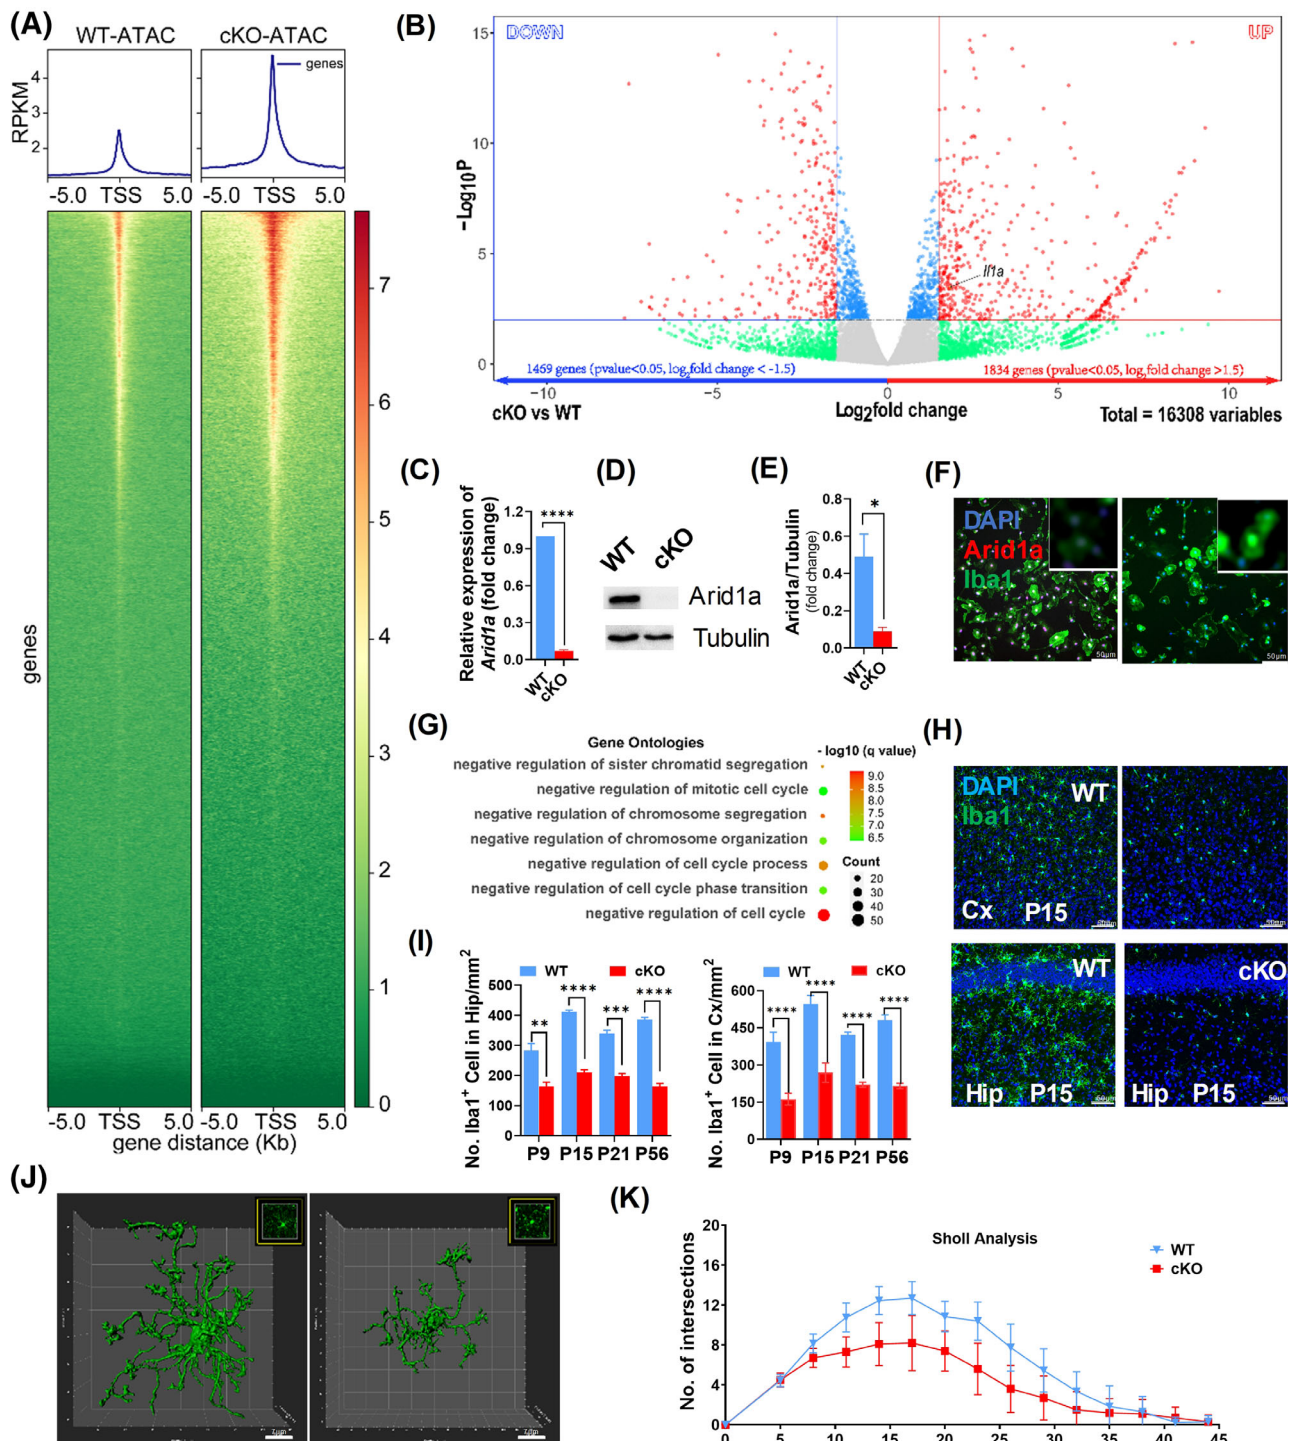 (A)
WT-ATAC
cKO-ATAC
genes
RPKM
4
3
2
-5.0 TSS 5.0
-5.0 TSS 5.0
genes
7
6
5
4
3
2
1
0
-5.0 TSS 5.0
-5.0 TSS 5.0
gene distance (Kb)
(B)
DOWN
UP
15
10
5
0
-Log10P
Il1a
1469 genes (pvalue<0.05, log2fold change < -1.5)
1834 genes (pvalue<0.05, log2fold change >1.5)
−10
−5
0
5
10
cKO vs WT
Log2fold change
Total = 16308 variables
(C)
Relative expression of
Arid1a (fold change)
1.2
0.9
0.6
0.3
0.0
****
WT
cKO
(D)
WT
cKO
Arid1a
Tubulin
(E)
Arid1a/Tubulin
(fold change)
0.8
0.6
0.4
0.2
0.0
*
WT
cKO
(F)
DAPI
Arid1a
Iba1
50μm
50μm
(G)
Gene Ontologies
negative regulation of sister chromatid segregation
negative regulation of mitotic cell cycle
negative regulation of chromosome segregation
negative regulation of chromosome organization
negative regulation of cell cycle process
negative regulation of cell cycle phase transition
negative regulation of cell cycle
- log10 (q value)
9.0
8.5
8.0
7.5
7.0
6.5
Count
20
30
40
50
(H)
DAPI
Iba1
WT
Cx P15
50μm
50μm
WT
Hip P15
50μm
cKO
Hip P15
50μm
(I)
No. Iba1+ Cell in Hip/mm2
WT
cKO
500
400
300
200
100
0
**
****
***
****
P9 P15 P21 P56
No. Iba1+ Cell in Cx/mm2
WT
cKO
600
450
300
150
0
****
****
****
****
P9 P15 P21 P56
(J)
(K)
Sholl Analysis
WT
cKO
No. of intersections
20
16
12
8
4
0
0 5 10 15 20 25 30 35 40 45